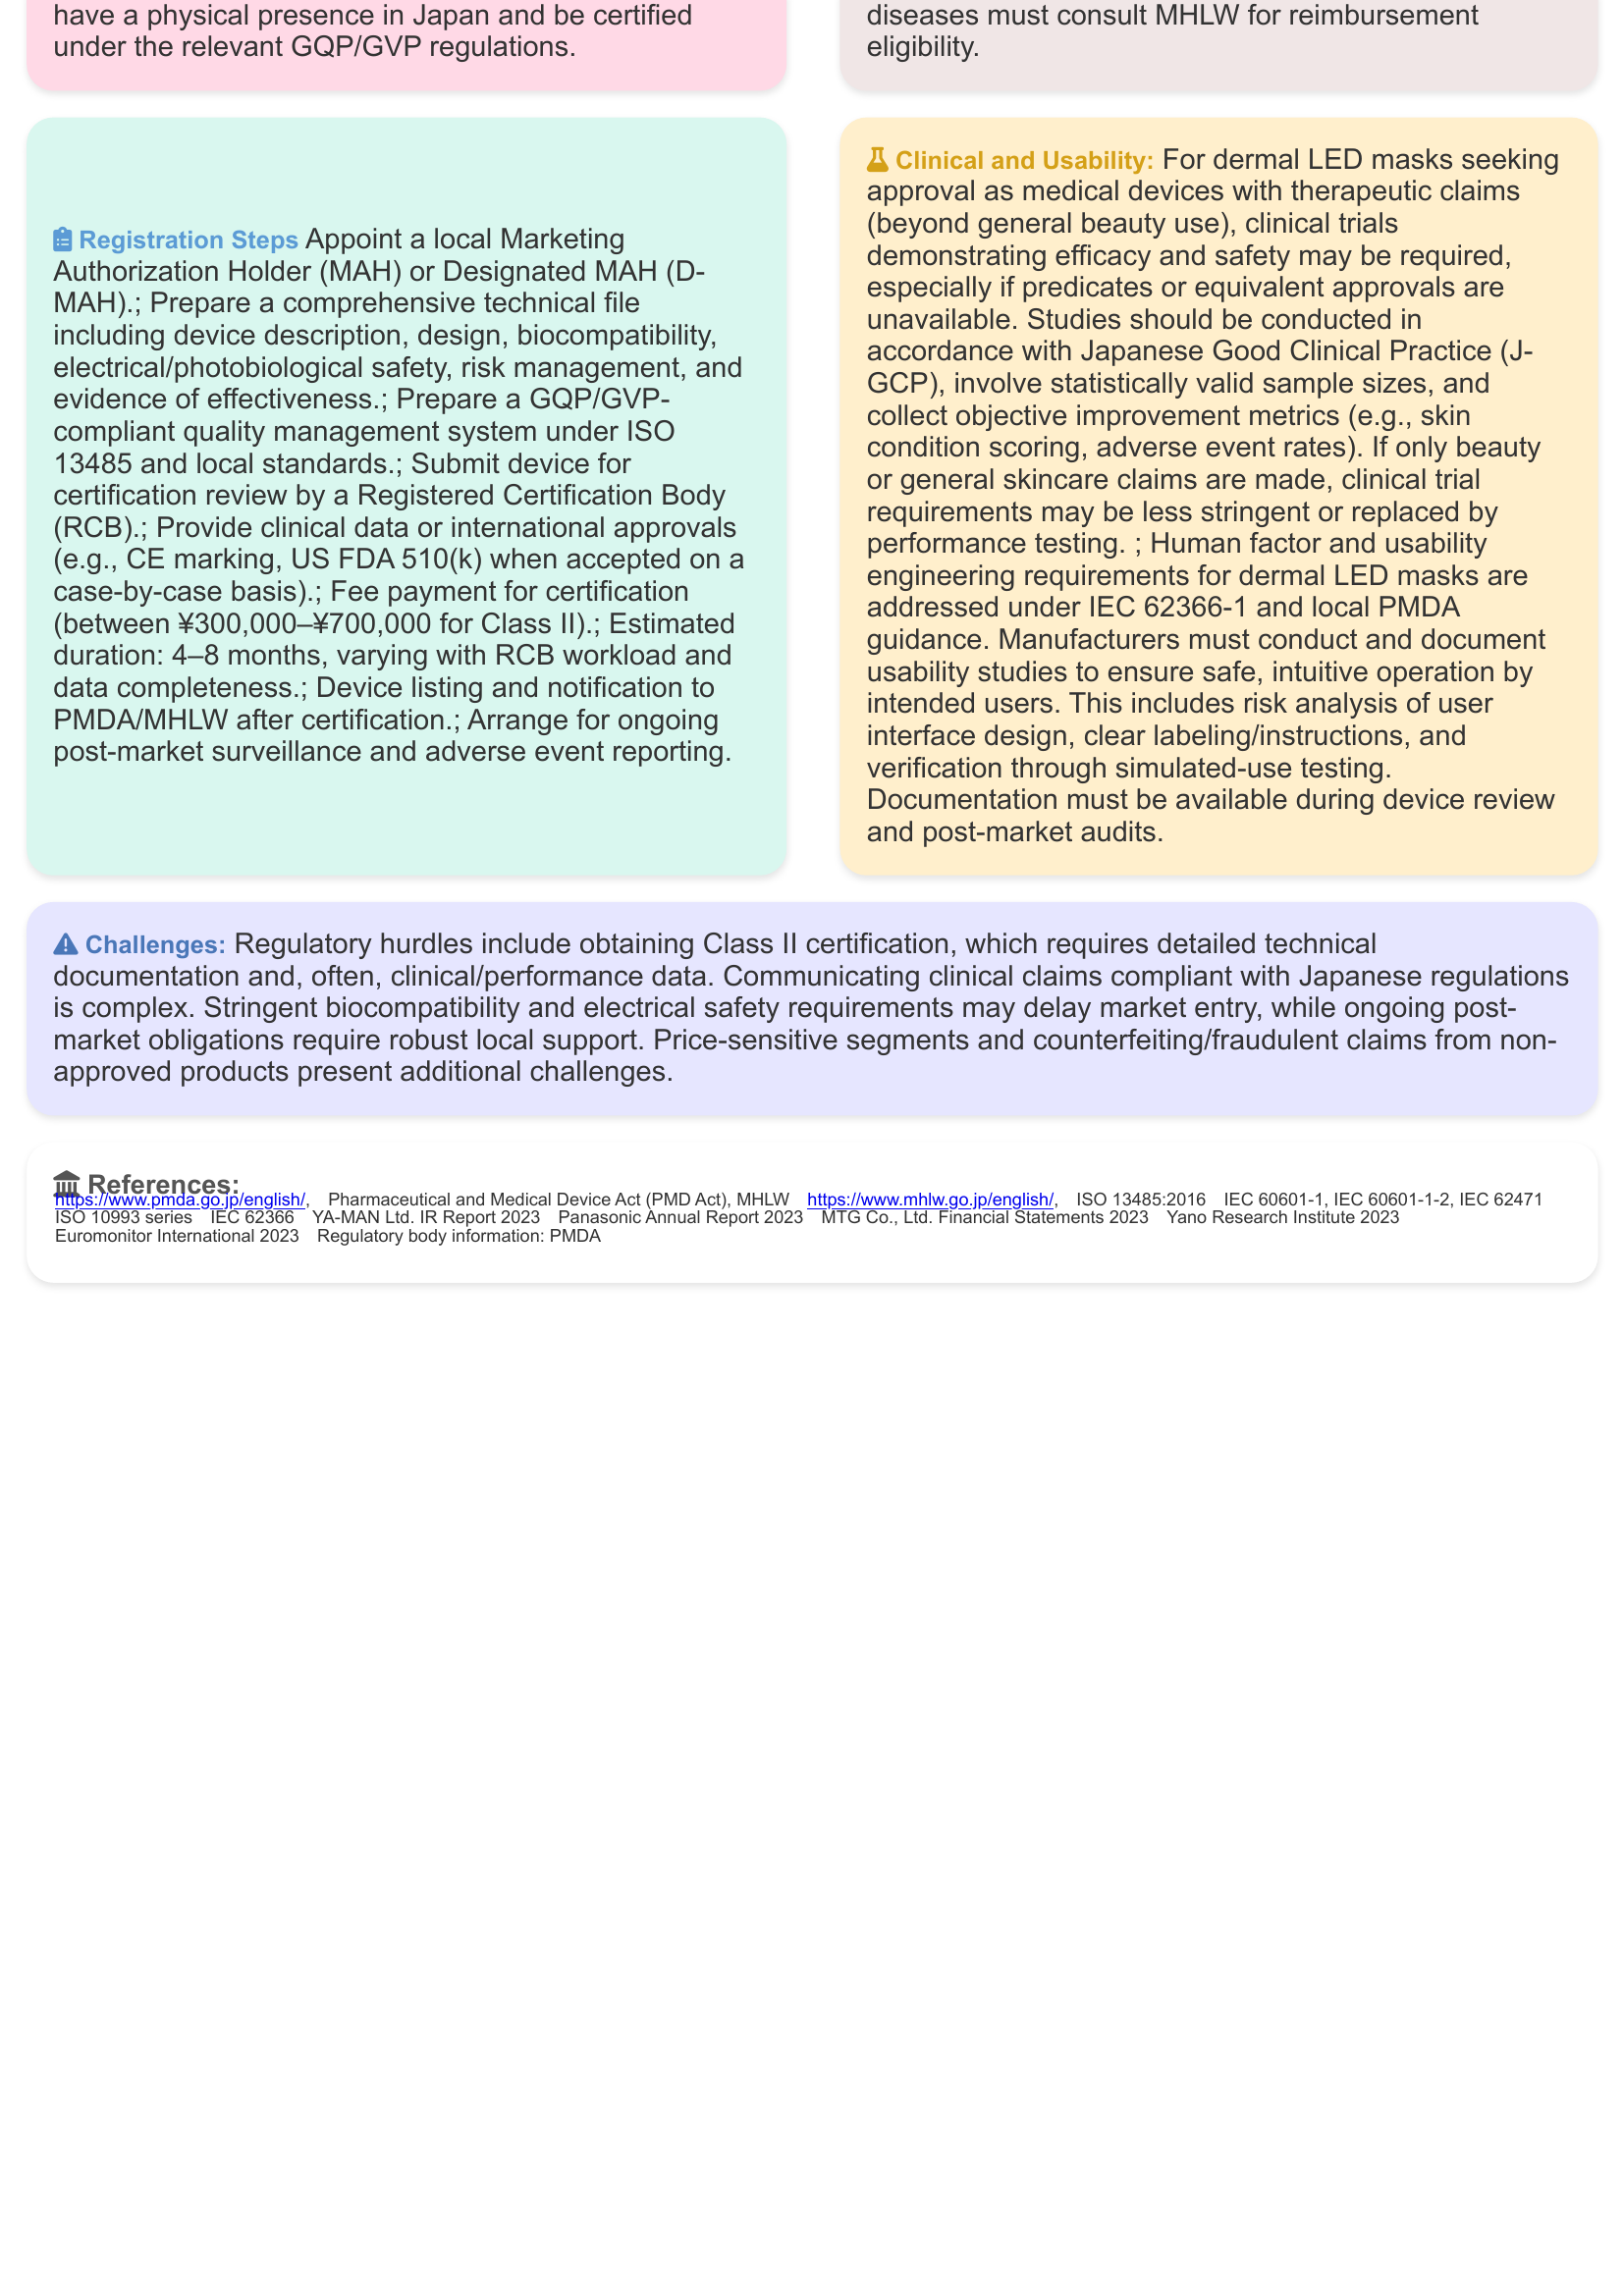 have a physical presence in Japan and be certified
under the relevant GQP/GVP regulations.
diseases must consult MHLW for reimbursement
eligibility.
Registration Steps Appoint a local Marketing
Authorization Holder (MAH) or Designated MAH (D-
MAH).; Prepare a comprehensive technical file
including device description, design, biocompatibility,
electrical/photobiological safety, risk management, and
evidence of effectiveness.; Prepare a GQP/GVP-
compliant quality management system under ISO
13485 and local standards.; Submit device for
certification review by a Registered Certification Body
(RCB).; Provide clinical data or international approvals
(e.g., CE marking, US FDA 510(k) when accepted on a
case-by-case basis).; Fee payment for certification
(between ¥300,000–¥700,000 for Class II).; Estimated
duration: 4–8 months, varying with RCB workload and
data completeness.; Device listing and notification to
PMDA/MHLW after certification.; Arrange for ongoing
post-market surveillance and adverse event reporting.
Clinical and Usability: For dermal LED masks seeking
approval as medical devices with therapeutic claims
(beyond general beauty use), clinical trials
demonstrating efficacy and safety may be required,
especially if predicates or equivalent approvals are
unavailable. Studies should be conducted in
accordance with Japanese Good Clinical Practice (J-
GCP), involve statistically valid sample sizes, and
collect objective improvement metrics (e.g., skin
condition scoring, adverse event rates). If only beauty
or general skincare claims are made, clinical trial
requirements may be less stringent or replaced by
performance testing. ; Human factor and usability
engineering requirements for dermal LED masks are
addressed under IEC 62366-1 and local PMDA
guidance. Manufacturers must conduct and document
usability studies to ensure safe, intuitive operation by
intended users. This includes risk analysis of user
interface design, clear labeling/instructions, and
verification through simulated-use testing.
Documentation must be available during device review
and post-market audits.
Challenges: Regulatory hurdles include obtaining Class II certification, which requires detailed technical
documentation and, often, clinical/performance data. Communicating clinical claims compliant with Japanese regulations
is complex. Stringent biocompatibility and electrical safety requirements may delay market entry, while ongoing post-
market obligations require robust local support. Price-sensitive segments and counterfeiting/fraudulent claims from non-
approved products present additional challenges.
References:
https://www.pmda.go.jp/english/, Pharmaceutical and Medical Device Act (PMD Act), MHLW https://www.mhlw.go.jp/english/, ISO 13485:2016 IEC 60601-1, IEC 60601-1-2, IEC 62471
ISO 10993 series IEC 62366 YA-MAN Ltd. IR Report 2023 Panasonic Annual Report 2023 MTG Co., Ltd. Financial Statements 2023 Yano Research Institute 2023
Euromonitor International 2023 Regulatory body information: PMDA